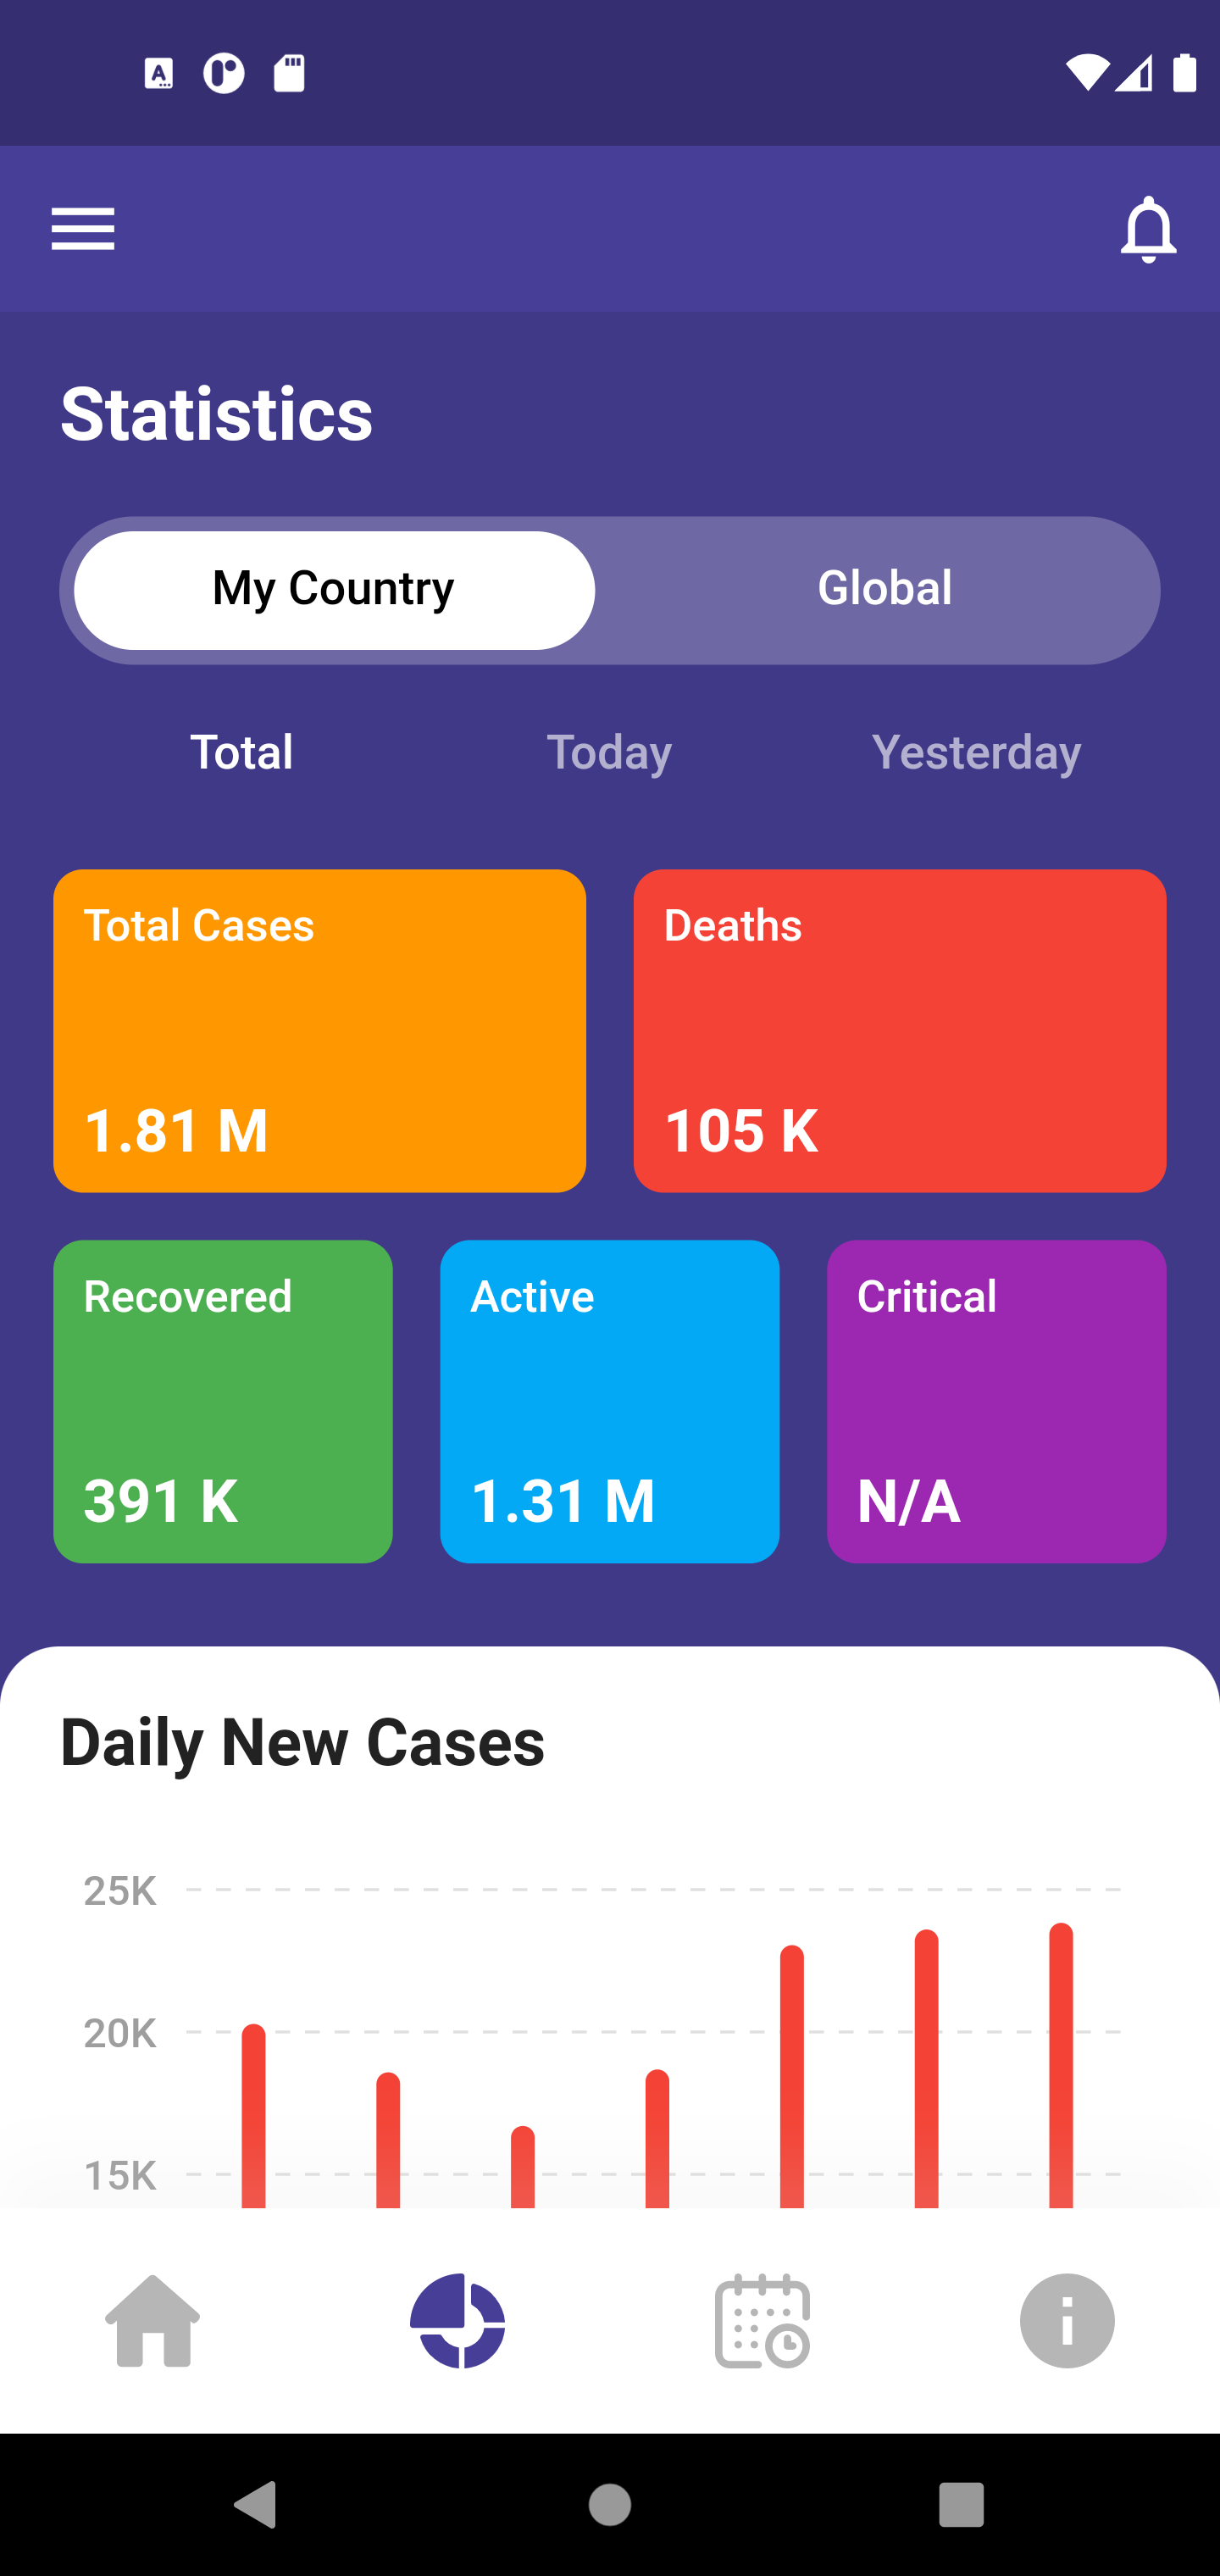 Statistics
My Country Global
Total Today Yesterday
Total Cases Deaths
1.81 M 105 K
Recovered Active Critical
391 K 1.31 M N/A
Daily New Cases
25K
20K
15K